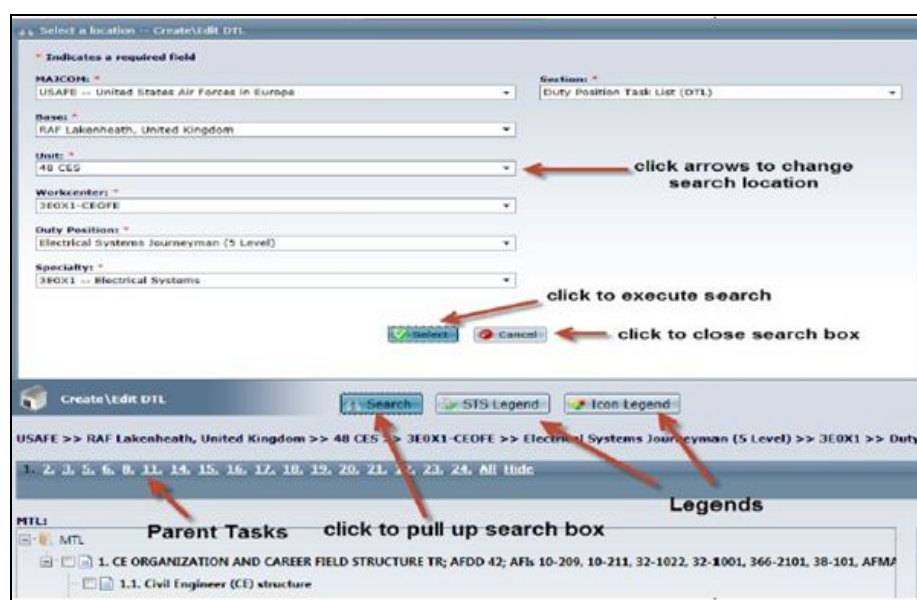 Select a location -- Create\Edit DTL
* Indicates a required field
MAJCOM: *
Section: *
USAFE -- United States Air Forces in Europe
Duty Position Task List (DTL)
Base: *
RAF Lakenheath, United Kingdom
Unit: *
48 CES
click arrows to change
search location
Workcenter: *
3E0X1-CEOFE
Duty Position: *
Electrical Systems Journeyman (5 Level)
Specialty: *
3E0X1 -- Electrical Systems
click to execute search
Select
Cancel
click to close search box
Create\Edit DTL
Search
STS Legend
Icon Legend
USAFE >> RAF Lakenheath, United Kingdom >> 48 CES >> 3E0X1-CEOFE >> Electrical Systems Journeyman (5 Level) >> 3E0X1 >> Duty
1. 2. 3. 5. 6. 8. 11. 14. 15. 16. 17. 18. 19. 20. 21. 22. 23. 24. All Hide
Legends
Parent Tasks
click to pull up search box
MTL:
MTL
1. CE ORGANIZATION AND CAREER FIELD STRUCTURE TR; AFDD 42; AFIs 10-209, 10-211, 32-1022, 32-1001, 366-2101, 38-101, AFMA
1.1. Civil Engineer (CE) structure